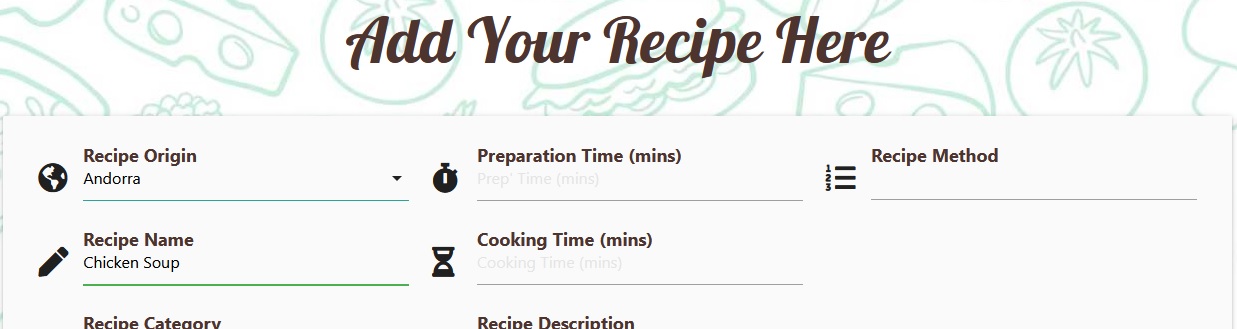 Add Your Recipe Here
Recipe Origin
Andorra
Preparation Time (mins)
Prep' Time (mins)
Recipe Method
Recipe Name
Chicken Soup
Cooking Time (mins)
Cooking Time (mins)
Recipe Category
Recipe Description